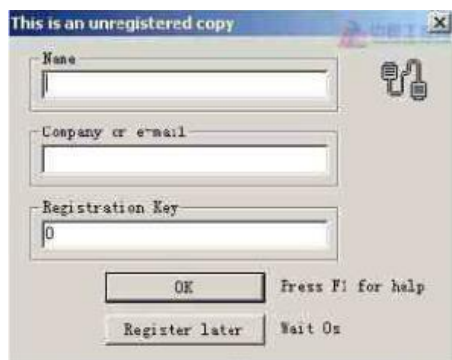 This is an unregistered copy
Name
Company or e-mail
Registration Key
0
OK
Press F1 for help
Register later
Wait 0s